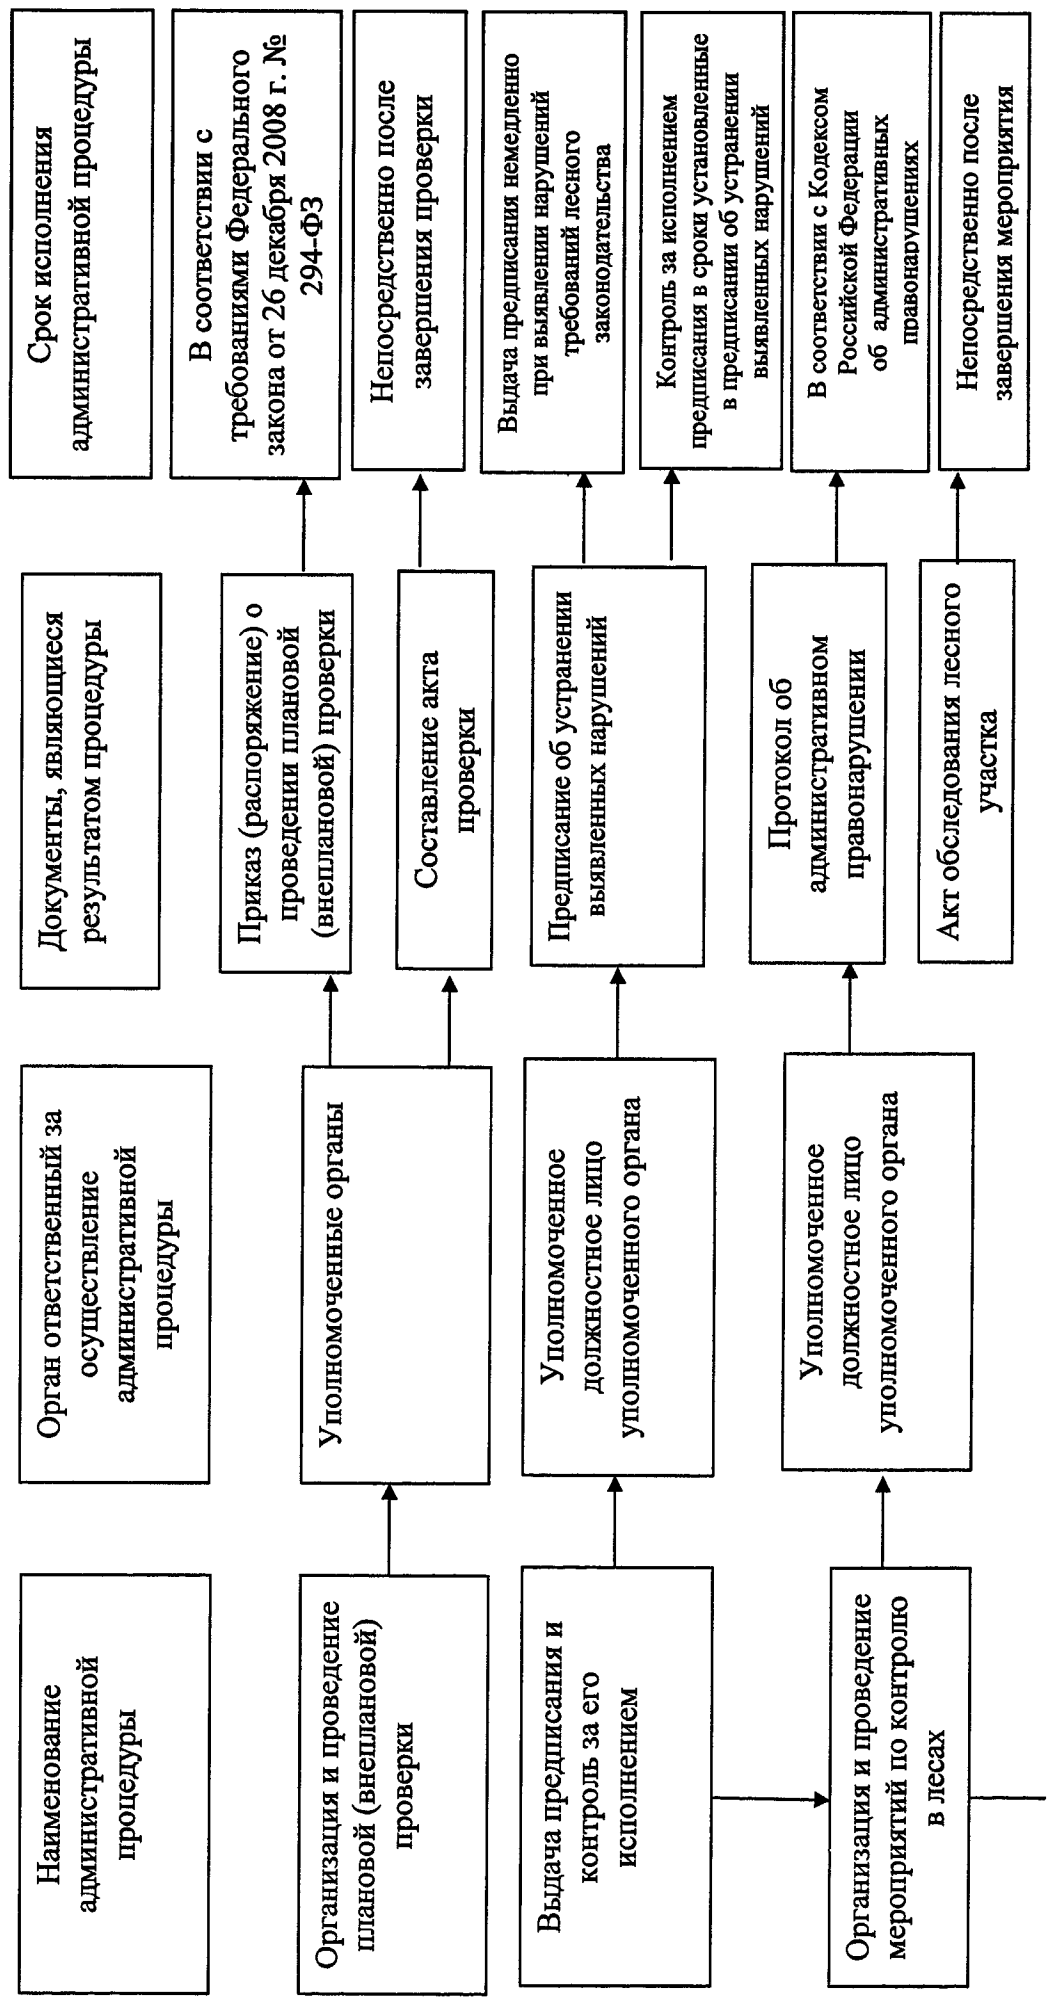 Наименование
административной
процедуры
Орган ответственный за
осуществление
административной
процедуры
Документы, являющиеся
результатом процедуры
Срок исполнения
административной процедуры
Организация и проведение
плановой (внеплановой)
проверки
Уполномоченные органы
Приказ (распоряжение) о
проведении плановой
(внеплановой) проверки
В соответствии с
требованиями Федерального
закона от 26 декабря 2008 г. №
294-ФЗ
Составление акта
проверки
Непосредственно после
завершения проверки
Выдача предписания и
контроль за его
исполнением
Уполномоченное
должностное лицо
уполномоченного органа
Предписание об устранении
выявленных нарушений
Выдача предписания немедленно
при выявлении нарушений
требований лесного
законодательства
Контроль за исполнением
предписания в сроки установленные
в предписании об устранении
выявленных нарушений
Организация и проведение
мероприятий по контролю
в лесах
Уполномоченное
должностное лицо
уполномоченного органа
Протокол об
административном
правонарушении
В соответствии с Кодексом
Российской Федерации
об административных
правонарушениях
Акт обследования лесного
участка
Непосредственно после
завершения мероприятия